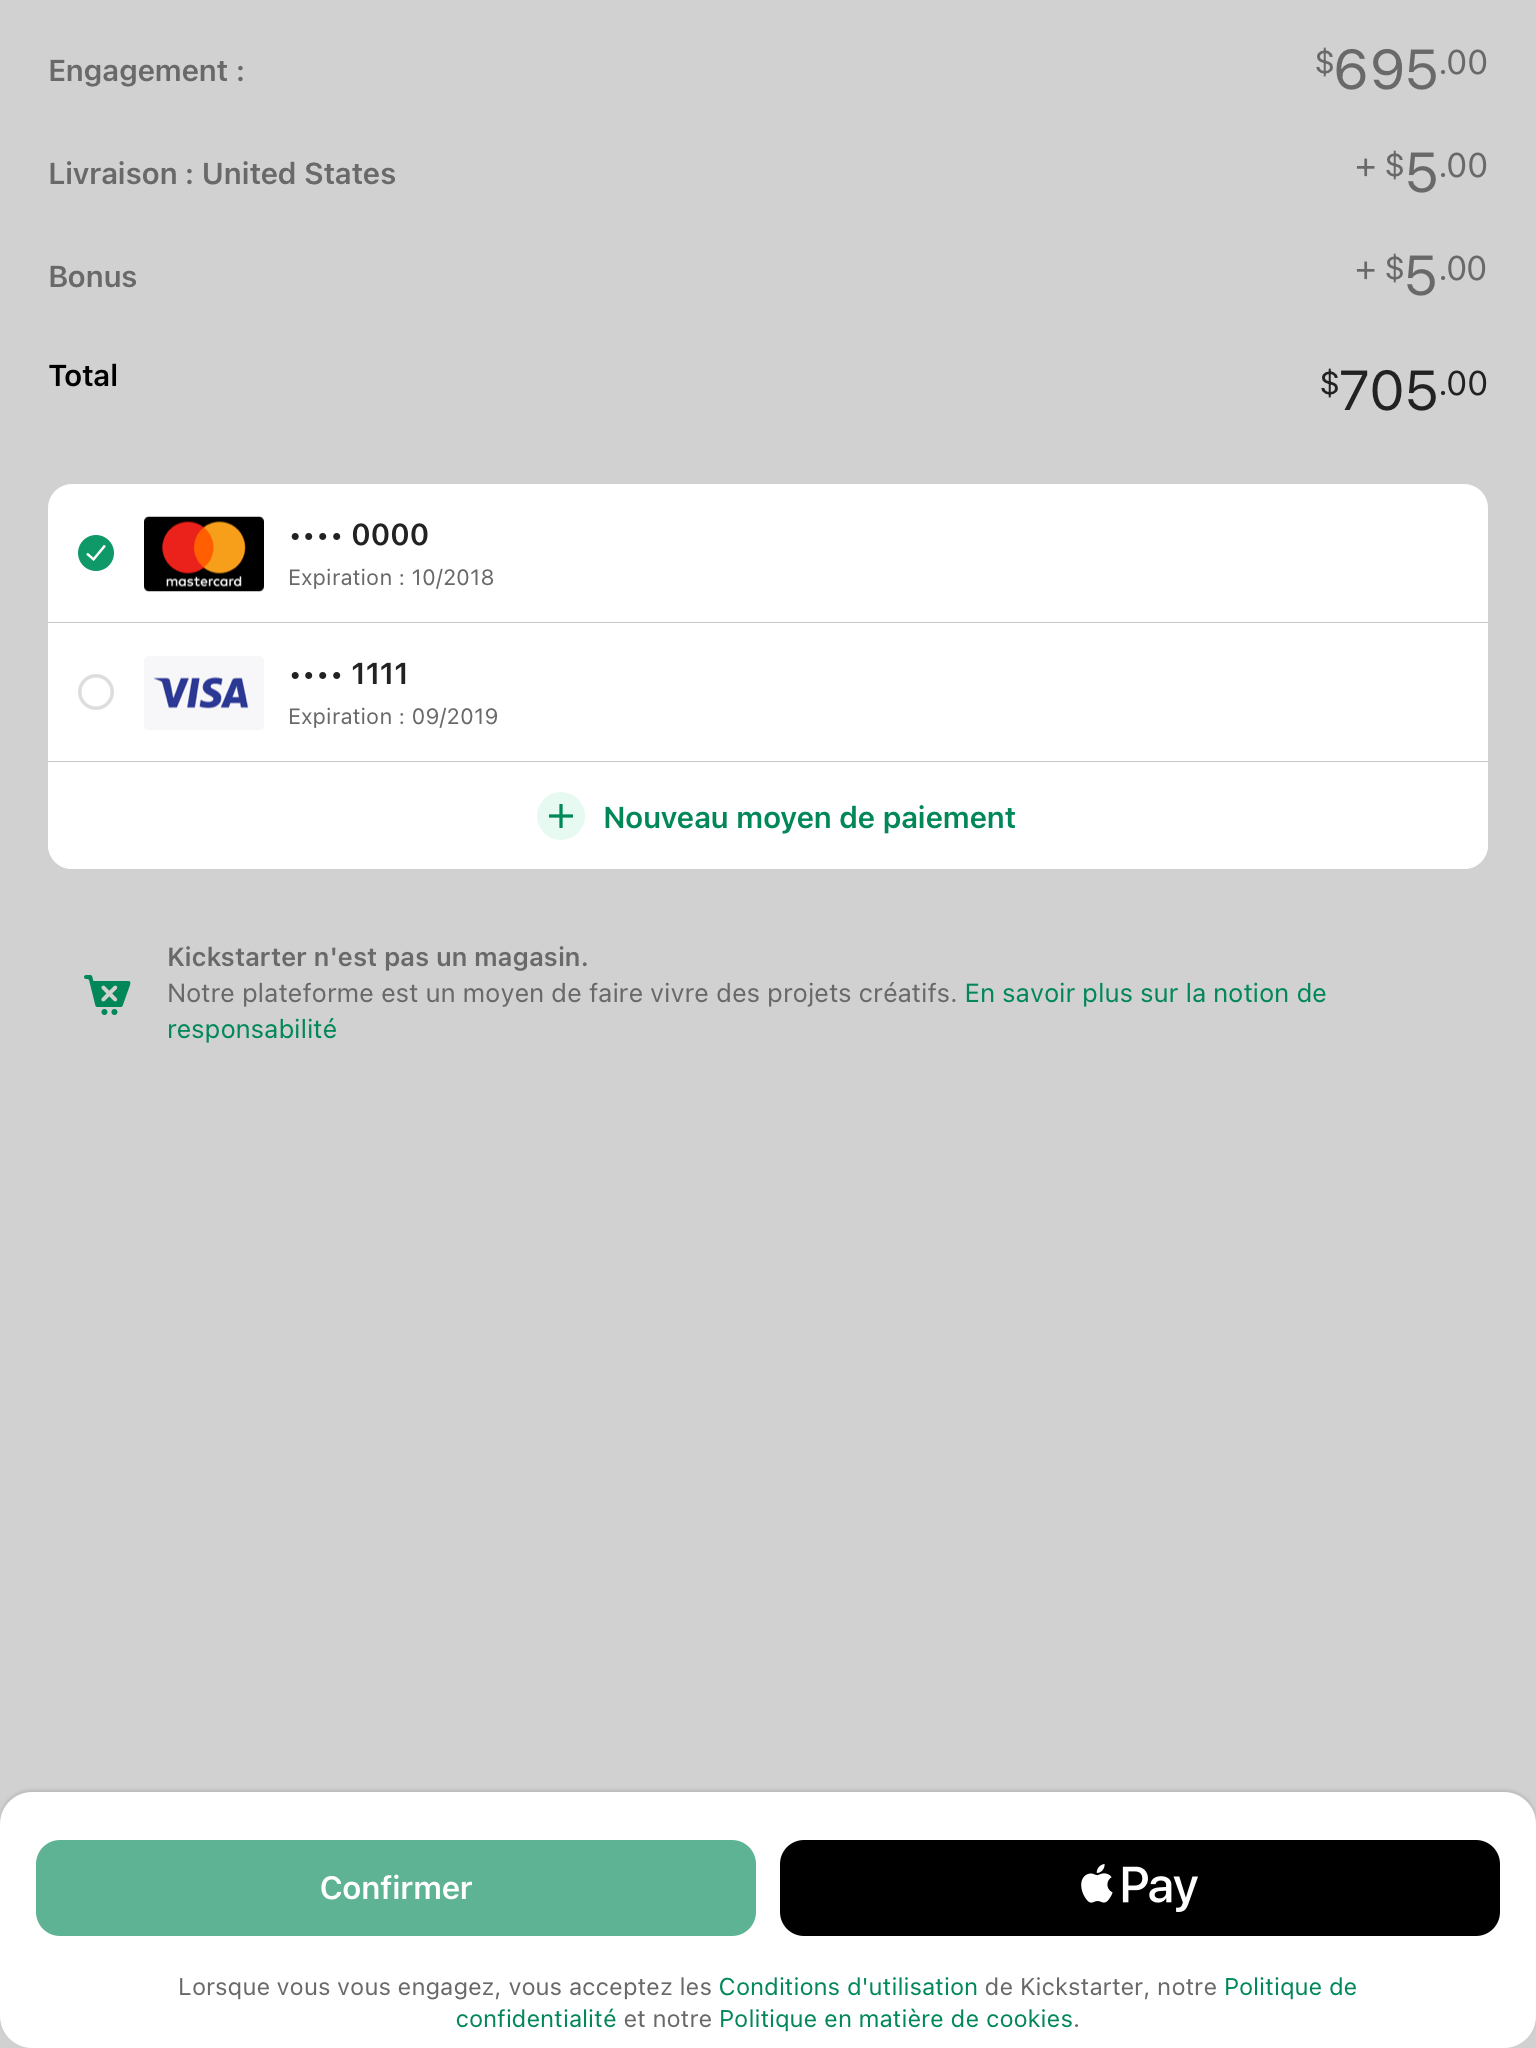 Engagement : $695.00
Livraison : United States + $5.00
Bonus + $5.00
Total $705.00
mastercard
•••• 0000
Expiration : 10/2018
VISA
•••• 1111
Expiration : 09/2019
Nouveau moyen de paiement
Kickstarter n'est pas un magasin.
Notre plateforme est un moyen de faire vivre des projets créatifs. En savoir plus sur la notion de
responsabilité
Confirmer
Pay
Lorsque vous vous engagez, vous acceptez les Conditions d'utilisation de Kickstarter, notre Politique de
confidentialité et notre Politique en matière de cookies.